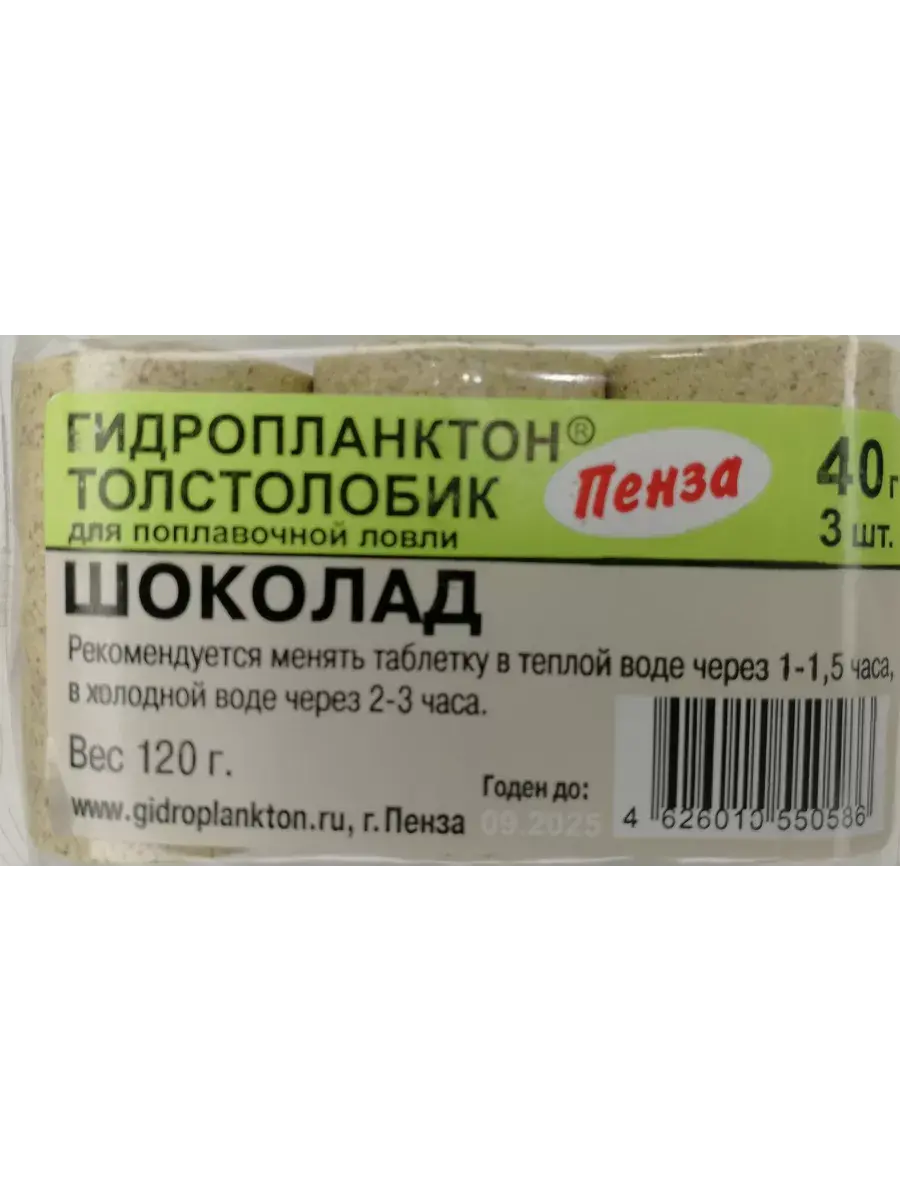 ГИДРОПЛАНКТОН®
ТОЛСТОЛОБИК
для поплавочной ловли
Пенза
40 г
3 шт.
ШОКОЛАД
Рекомендуется менять таблетку в теплой воде через 1-1,5 часа,
в холодной воде через 2-3 часа.
Вес 120 г.
www.gidroplankton.ru, г. Пенза
Годен до:
09.2025
4 626010 550586